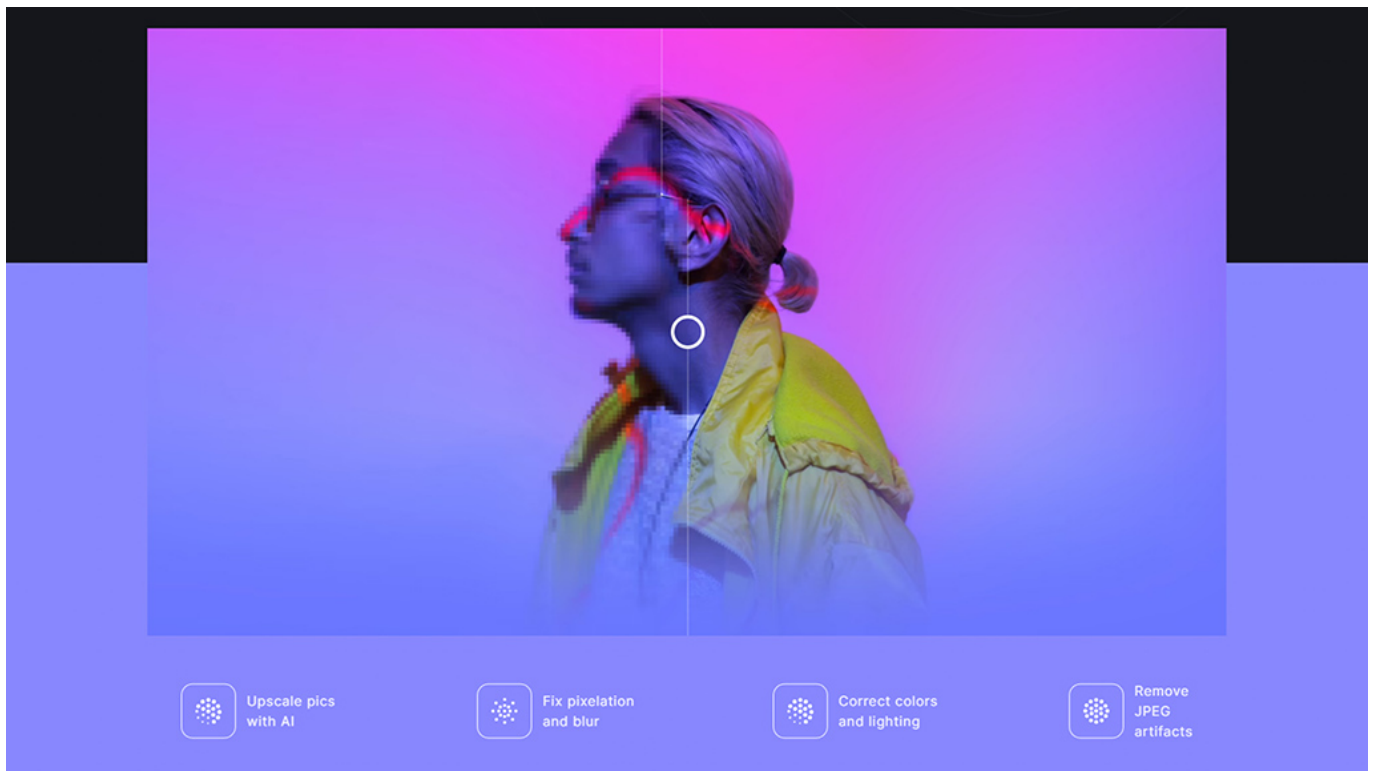 Upscale pics
with AI
Fix pixelation
and blur
Correct colors
and lighting
Remove
JPEG
artifacts